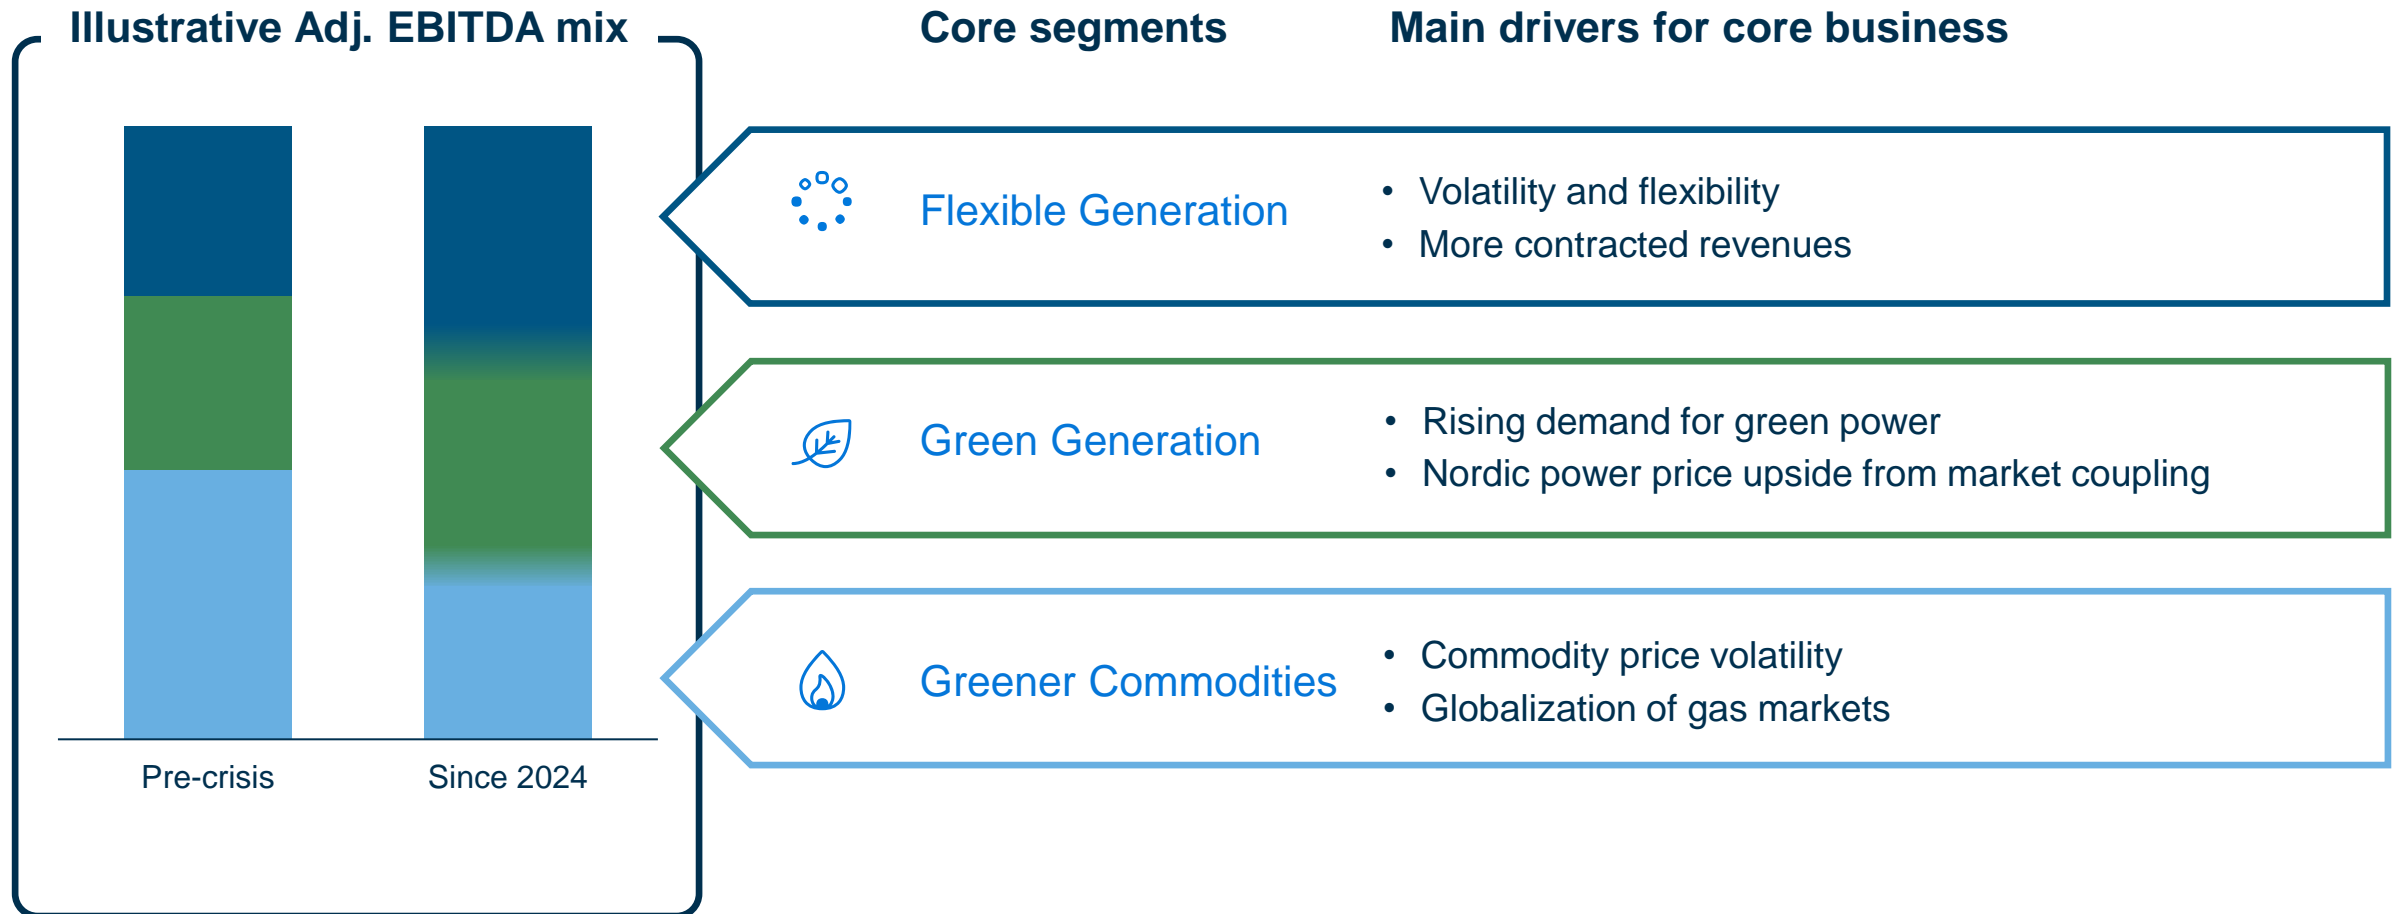 Illustrative Adj. EBITDA mix
Core segments
Main drivers for core business
Flexible Generation
• Volatility and flexibility
• More contracted revenues
Green Generation
• Rising demand for green power
• Nordic power price upside from market coupling
Greener Commodities
• Commodity price volatility
• Globalization of gas markets
Pre-crisis
Since 2024